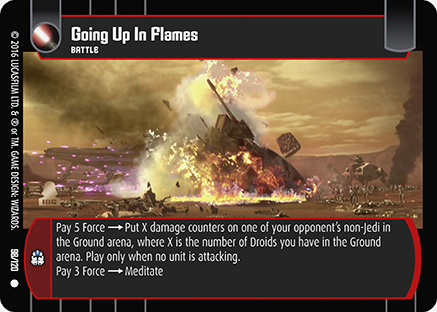 Going Up In Flames
BATTLE
Pay 5 Force → Put X damage counters on one of your opponent's non-Jedi in
the Ground arena, where X is the number of Droids you have in the Ground
arena. Play only when no unit is attacking.
Pay 3 Force → Meditate
© 2016 LUCASFILM LTD. & ® or TM. GAME DESIGN: WIZARDS.